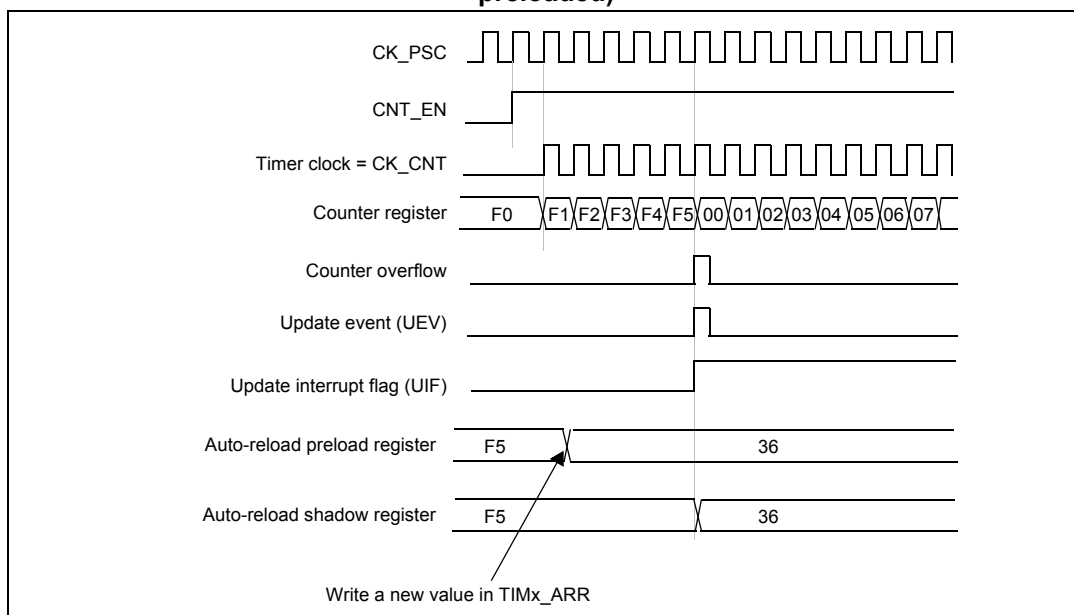 preloaded)
CK_PSC
CNT_EN
Timer clock = CK_CNT
Counter register F0 F1 F2 F3 F4 F5 00 01 02 03 04 05 06 07
Counter overflow
Update event (UEV)
Update interrupt flag (UIF)
Auto-reload preload register F5 36
Auto-reload shadow register F5 36
Write a new value in TIMx_ARR